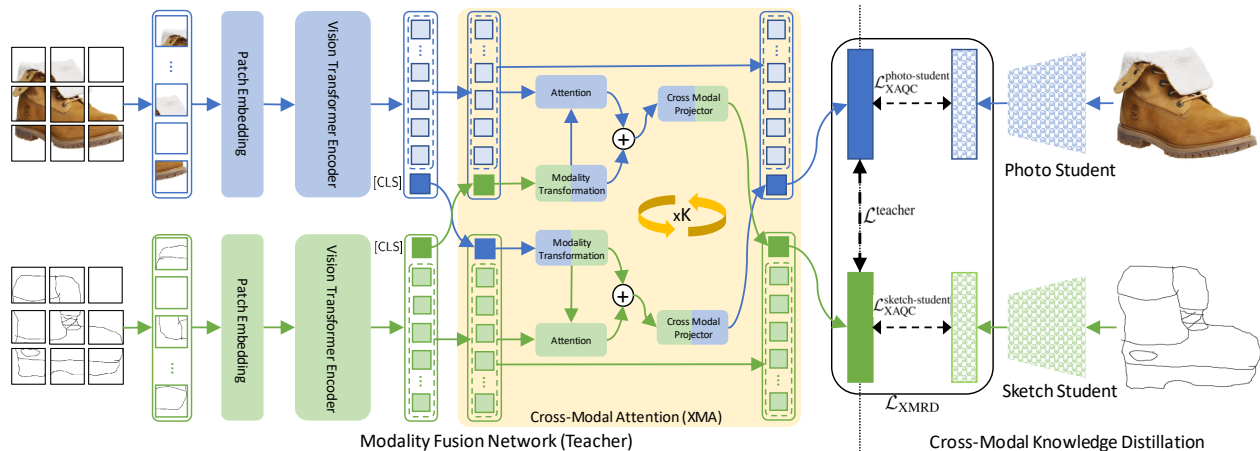 Patch Embedding
Vision Transformer Encoder
[CLS]
Attention
Modality
Transformation
+
Cross Modal
Projector
xK
Patch Embedding
Vision Transformer Encoder
[CLS]
Modality
Transformation
+
Attention
Cross Modal
Projector
Cross-Modal Attention (XMA)
Modality Fusion Network (Teacher)
ℒ^photo-student_XAQC
Photo Student
ℒ^teacher
ℒ^sketch-student_XAQC
Sketch Student
ℒ_XMRD
Cross-Modal Knowledge Distillation